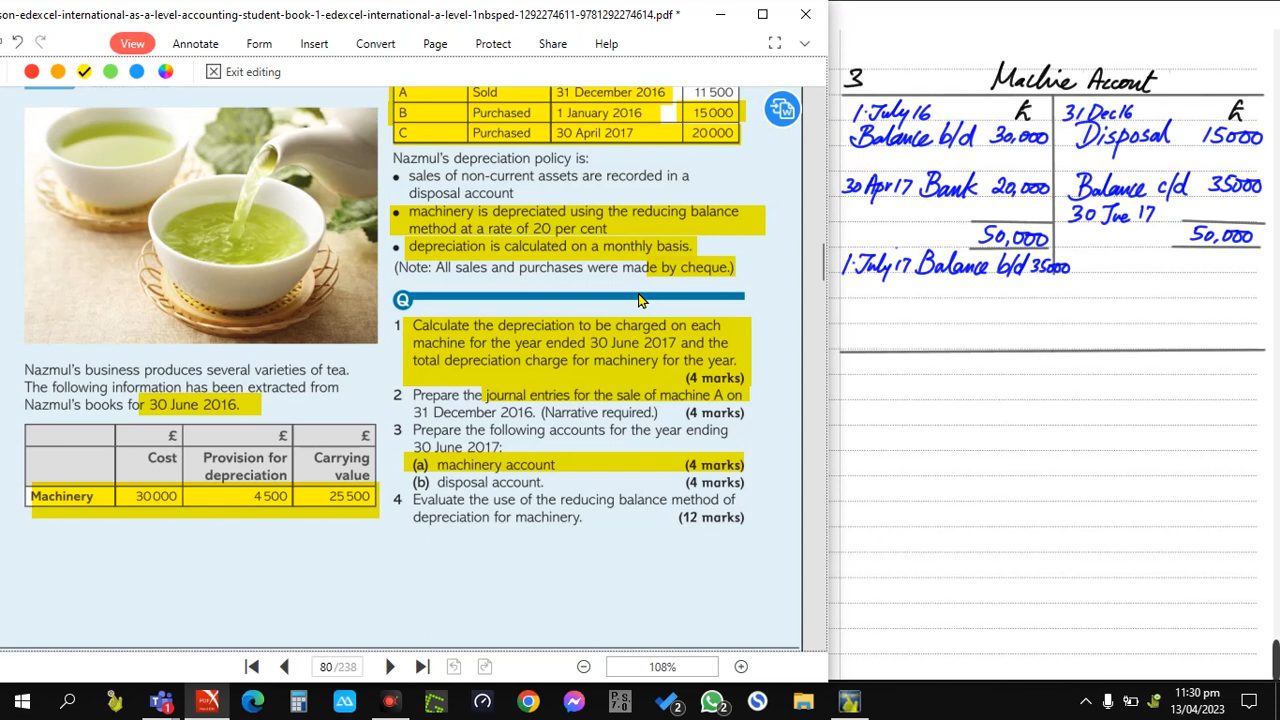 son-edexcel-international-as-a-level-accounting-student-book-1-edexcel-international-a-level-1nbsped-1292274611-9781292274614.pdf *
View Annotate Form Insert Convert Page Protect Share Help
Exit editing
A Sold 31 December 2016 11 500
B Purchased 1 January 2016 15 000
C Purchased 30 April 2017 20 000
Nazmul's depreciation policy is:
• sales of non-current assets are recorded in a
disposal account
• machinery is depreciated using the reducing balance
method at a rate of 20 per cent
• depreciation is calculated on a monthly basis.
(Note: All sales and purchases were made by cheque.)
Q
1 Calculate the depreciation to be charged on each
machine for the year ended 30 June 2017 and the
total depreciation charge for machinery for the year.
(4 marks)
2 Prepare the journal entries for the sale of machine A on
31 December 2016. (Narrative required.) (4 marks)
3 Prepare the following accounts for the year ending
30 June 2017:
(a) machinery account (4 marks)
(b) disposal account. (4 marks)
4 Evaluate the use of the reducing balance method of
depreciation for machinery. (12 marks)
Nazmul's business produces several varieties of tea.
The following information has been extracted from
Nazmul's books for 30 June 2016.
£ £ £
Cost Provision for depreciation Carrying value
Machinery 30 000 4 500 25 500
80/238
108%
3 Machine Account
1·July 16 £ 31 Dec 16 £
Balance b/d 30,000 Disposal 15000
30 Apr 17 Bank 20,000 Balance c/d 35000
30 Jue 17
50,000 50,000
1·July 17 Balance b/d 35000
2 2
11:30 pm
13/04/2023